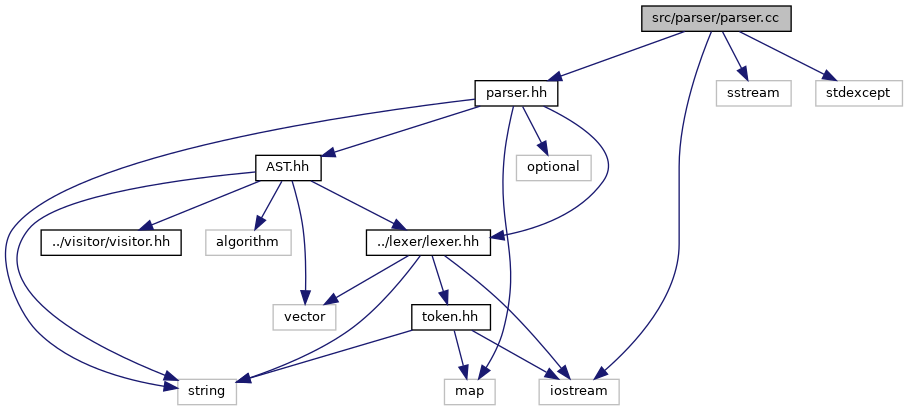 src/parser/parser.cc
parser.hh
sstream
stdexcept
AST.hh
optional
../visitor/visitor.hh
algorithm
../lexer/lexer.hh
vector
token.hh
string
map
iostream